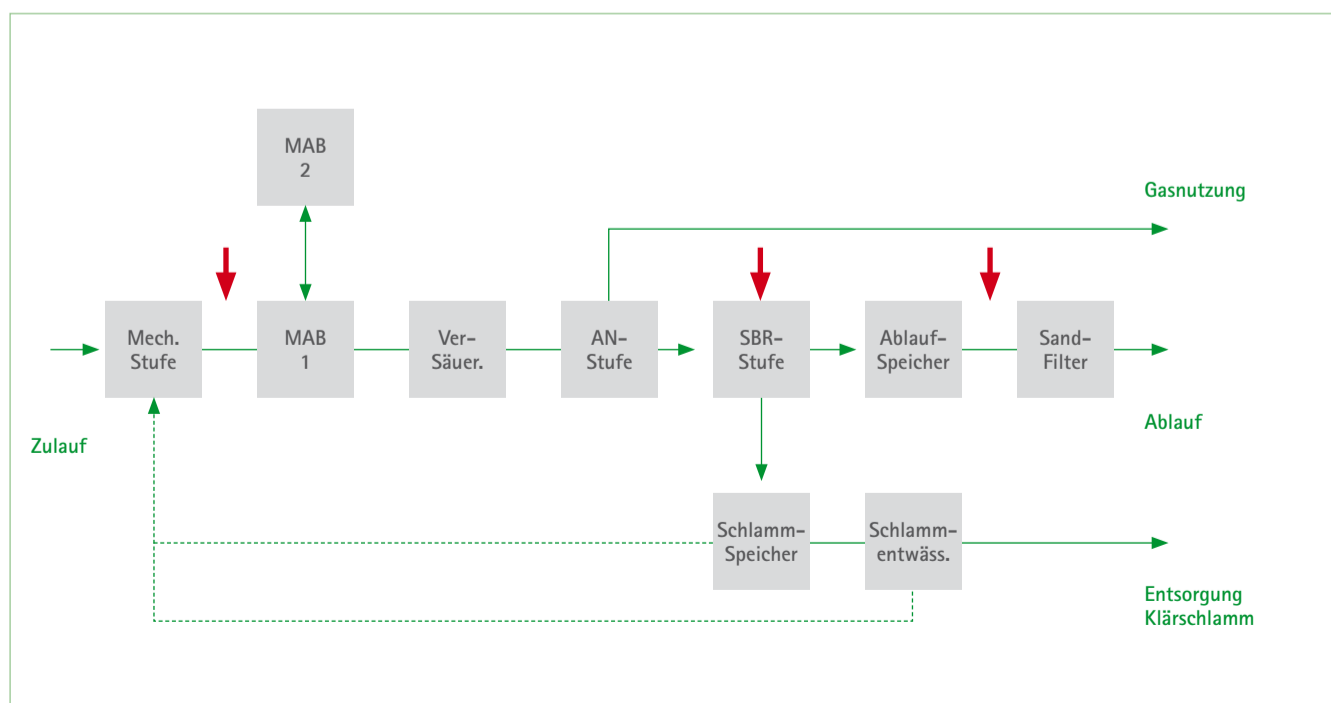 MAB
2
Gasnutzung
Mech.
Stufe
MAB
1
Ver-
Säuer.
AN-
Stufe
SBR-
Stufe
Ablauf-
Speicher
Sand-
Filter
Zulauf
Ablauf
Schlamm-
Speicher
Schlamm-
entwäss.
Entsorgung
Klärschlamm